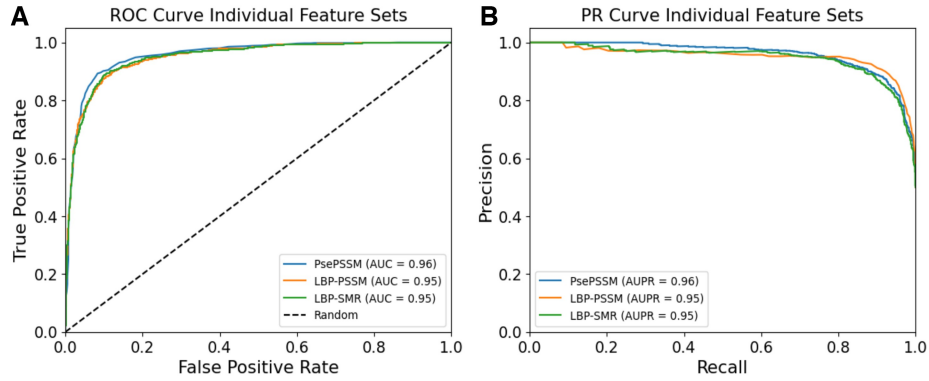 A
ROC Curve Individual Feature Sets
True Positive Rate
1.0
0.8
0.6
0.4
0.2
0.0
PsePSSM (AUC = 0.96)
LBP-PSSM (AUC = 0.95)
LBP-SMR (AUC = 0.95)
Random
0.0 0.2 0.4 0.6 0.8 1.0
False Positive Rate
B
PR Curve Individual Feature Sets
Precision
1.0
0.8
0.6
0.4
0.2
0.0
PsePSSM (AUPR = 0.96)
LBP-PSSM (AUPR = 0.95)
LBP-SMR (AUPR = 0.95)
0.0 0.2 0.4 0.6 0.8 1.0
Recall